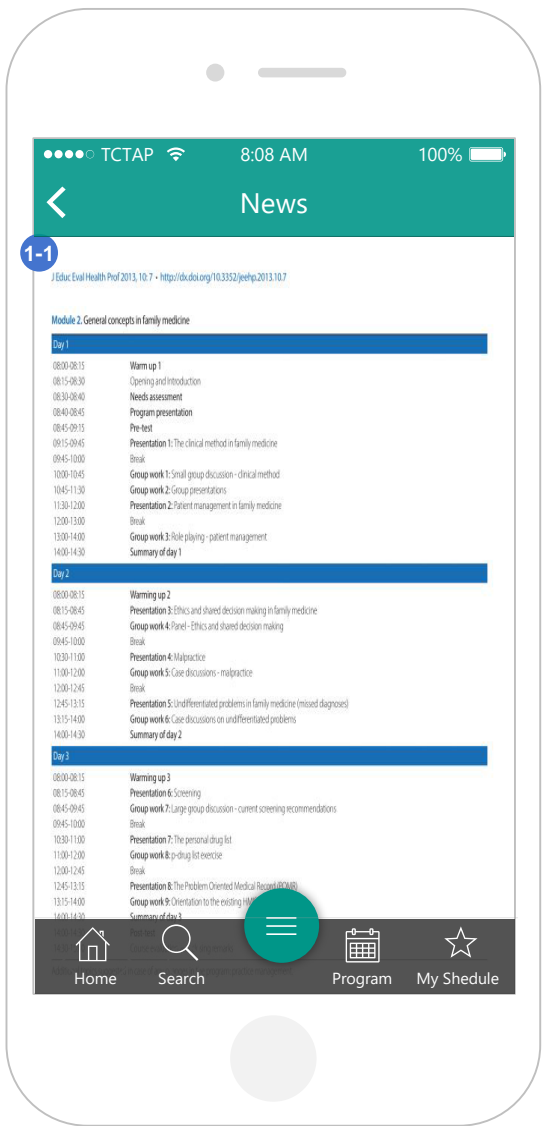 TCTAP 8:08 AM 100%
News
1-1
J Educ Eval Health Prof 2013, 10: 7 • http://dx.doi.org/10.3352/jeehp.2013.10.7
Module 2. General concepts in family medicine
Day 1
08:00-08:15 Warm up 1
08:15-08:30 Opening and Introduction
08:30-08:40 Needs assessment
08:40-08:45 Program presentation
08:45-09:15 Pre-test
09:15-09:45 Presentation 1: The clinical method in family medicine
09:45-10:00 Break
10:00-10:45 Group work 1: Small group discussion - clinical method
10:45-11:30 Group work 2: Group presentations
11:30-12:00 Presentation 2: Patient management in family medicine
12:00-13:00 Break
13:00-14:00 Group work 3: Role playing - patient management
14:00-14:30 Summary of day 1
Day 2
08:00-08:15 Warming up 2
08:15-08:45 Presentation 3: Ethics and shared decision making in family medicine
08:45-09:45 Group work 4: Panel - Ethics and shared decision making
09:45-10:00 Break
10:30-11:00 Presentation 4: Malpractice
11:00-12:00 Group work 5: Case discussions - malpractice
12:00-12:45 Break
12:45-13:15 Presentation 5: Undifferentiated problems in family medicine (missed diagnoses)
13:15-14:00 Group work 6: Case discussions on undifferentiated problems
14:00-14:30 Summary of day 2
Day 3
08:00-08:15 Warming up 3
08:15-08:45 Presentation 6: Screening
08:45-09:45 Group work 7: Large group discussion - current screening recommendations
09:45-10:00 Break
10:30-11:00 Presentation 7: The personal drug list
11:00-12:00 Group work 8: p-drug list exercise
12:00-12:45 Break
12:45-13:15 Presentation 8: The Problem Oriented Medical Record (POMR)
13:15-14:00 Group work 9: Orientation to the existing
14:00-14:30 Summary of day 3
Home Search Program My Shedule